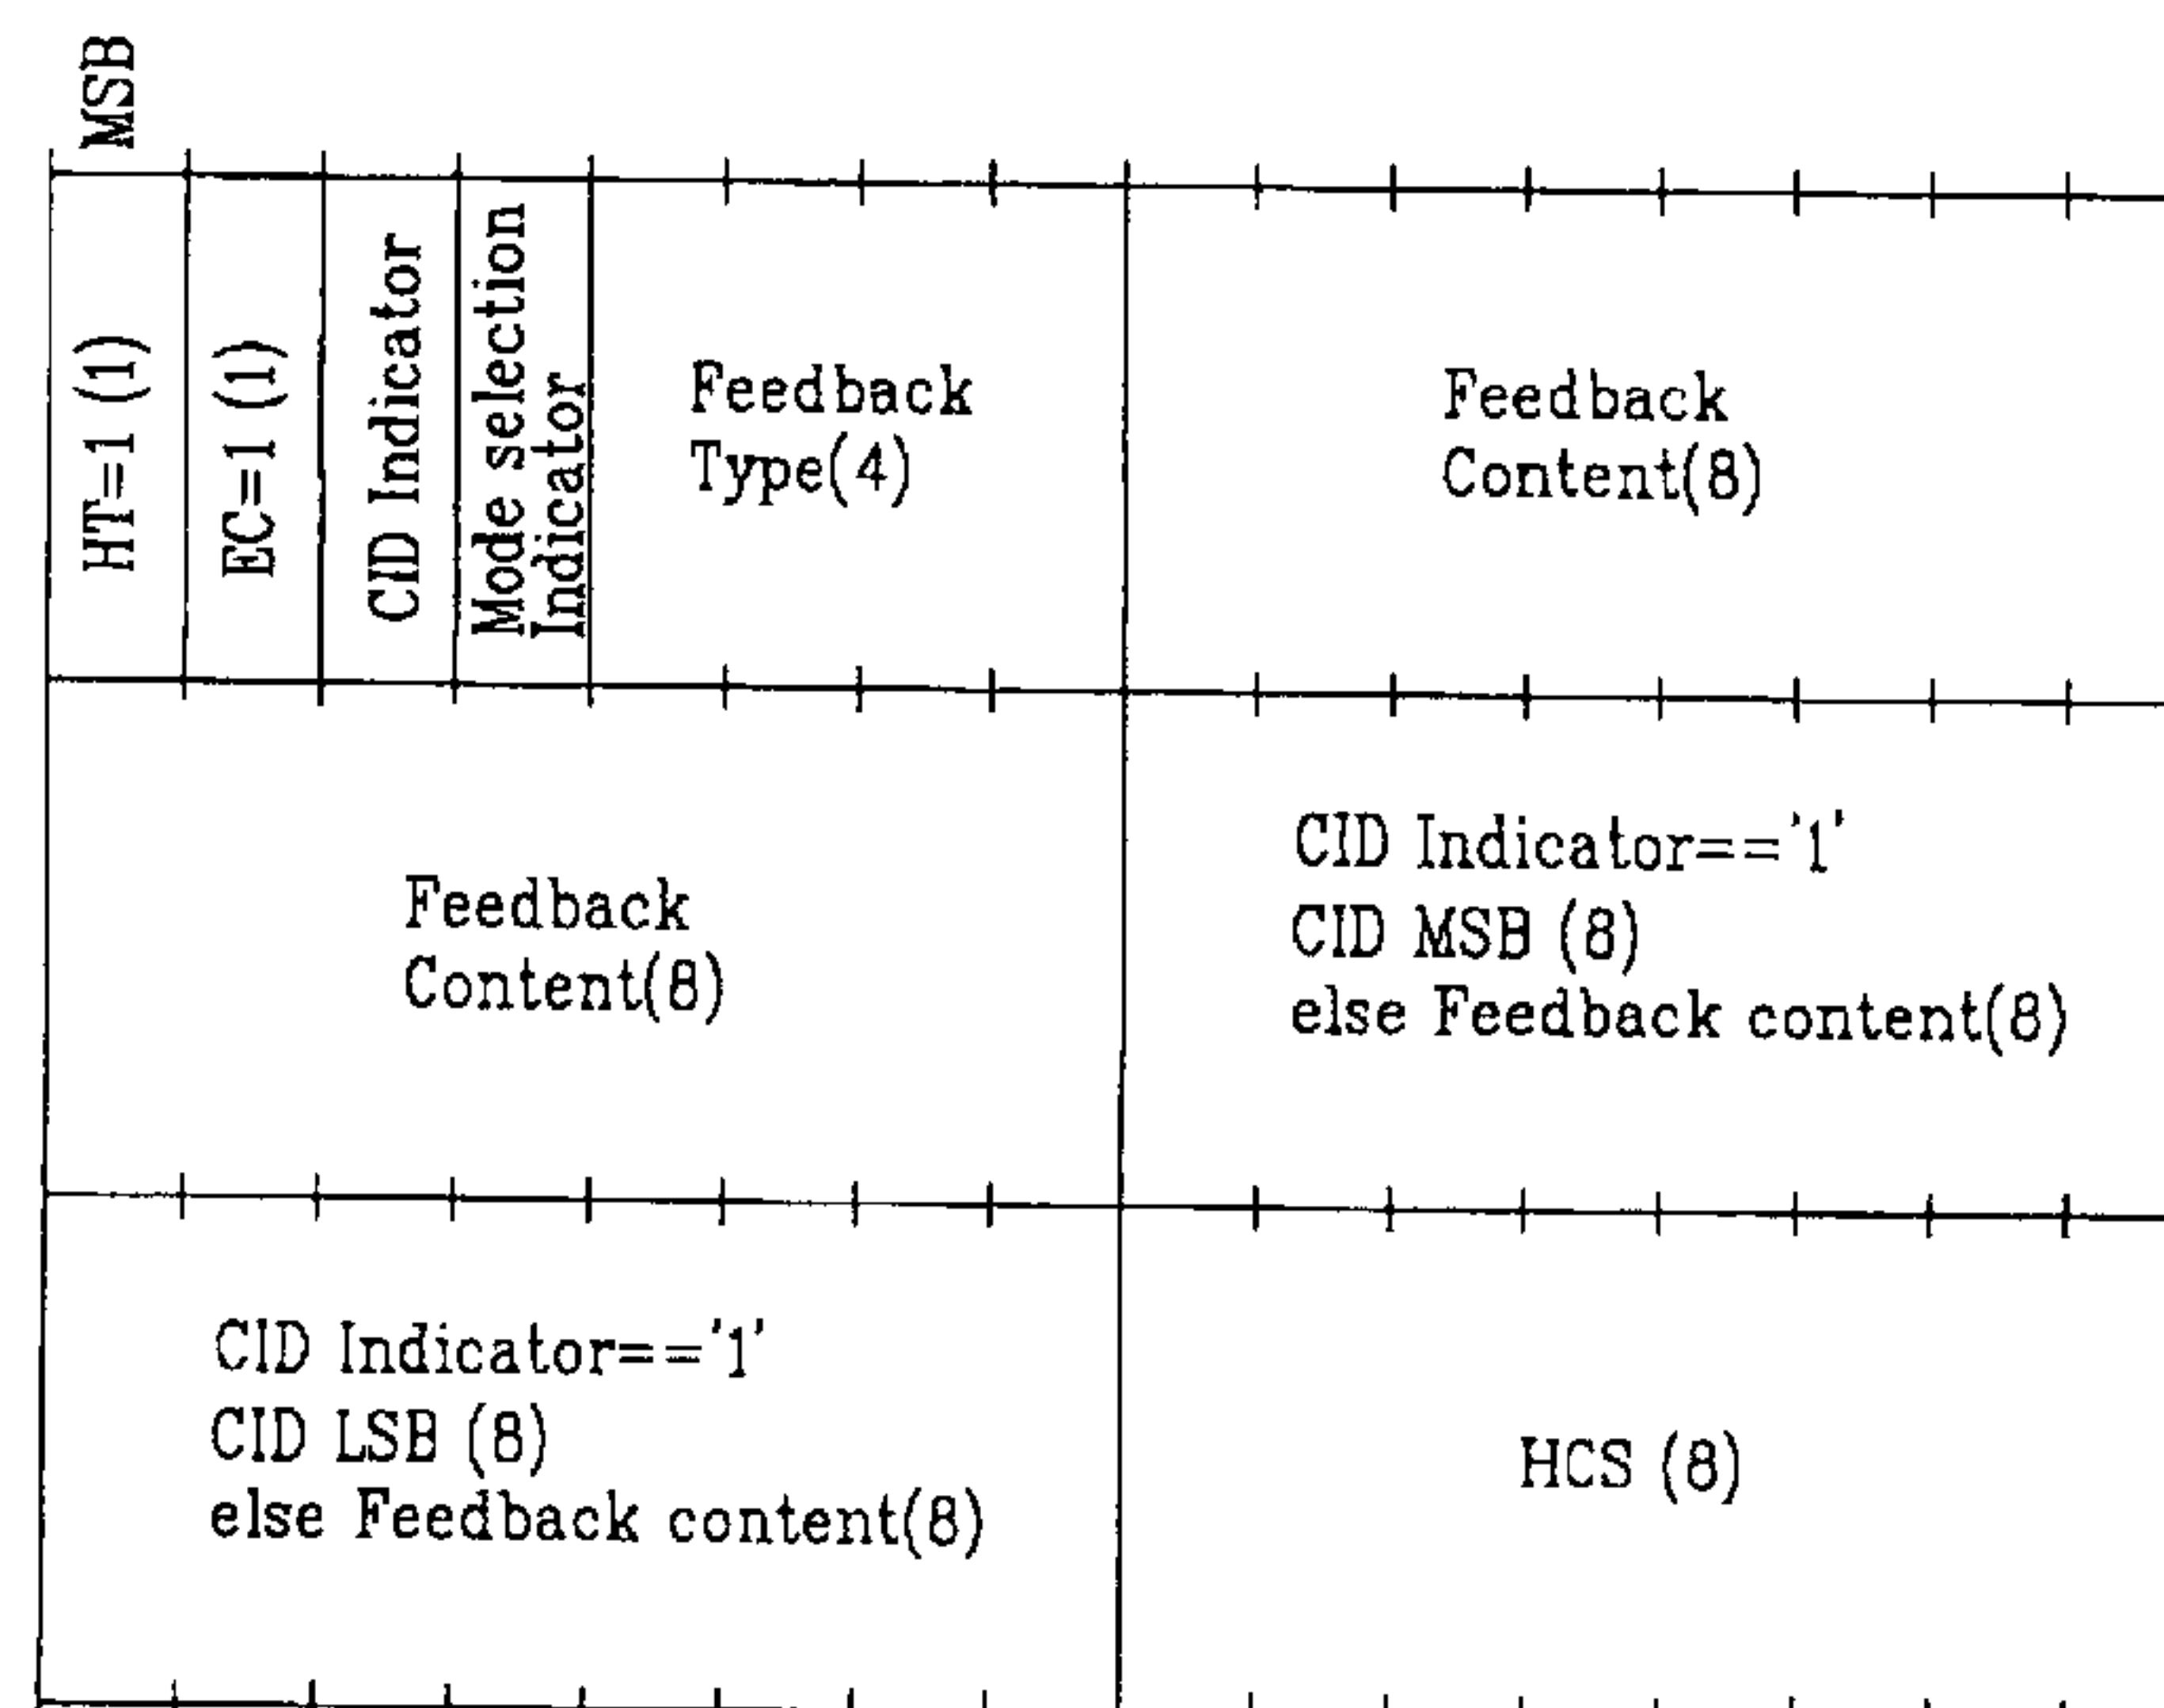 MSB
HT=1 (1)
EC=1 (1)
CID Indicator
Mode selection
Indicator
Feedback
Type(4)
Feedback
Content(8)
Feedback
Content(8)
CID Indicator=='1'
CID MSB (8)
else Feedback content(8)
CID Indicator=='1'
CID LSB (8)
else Feedback content(8)
HCS (8)